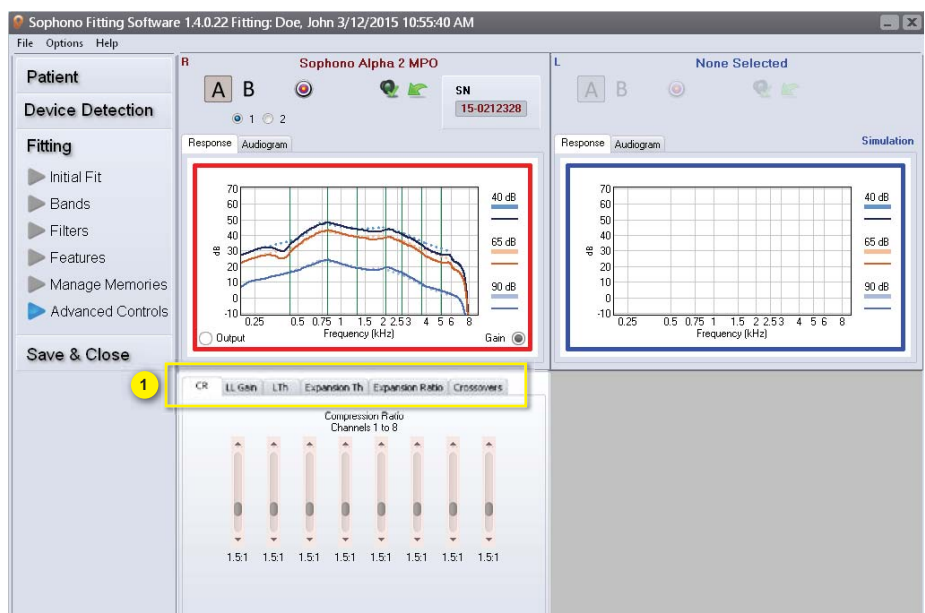 Sophono Fitting Software 1.4.0.22 Fitting: Doe, John 3/12/2015 10:55:40 AM
File Options Help
Patient
Device Detection
Fitting
Initial Fit
Bands
Filters
Features
Manage Memories
Advanced Controls
Save & Close
R Sophono Alpha 2 MPO
A B
SN
15-0212328
1 2
Response Audiogram
70
60
50
40
30
20
10
0
-10
dB
0.25 0.5 0.75 1 1.5 2 2.5 3 4 5 6 8
Frequency (kHz)
Output Gain
40 dB
65 dB
90 dB
L None Selected
A B
Response Audiogram Simulation
70
60
50
40
30
20
10
0
-10
dB
0.25 0.5 0.75 1 1.5 2 2.5 3 4 5 6 8
Frequency (kHz)
40 dB
65 dB
90 dB
1
CR LL Gain LTh Expansion Th Expansion Ratio Crossovers
Compression Ratio
Channels 1 to 8
1.5:1 1.5:1 1.5:1 1.5:1 1.5:1 1.5:1 1.5:1 1.5:1